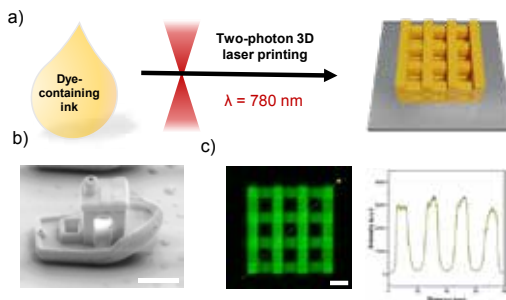 a)
Two-photon 3D
laser printing
Dye-
containing
ink
λ = 780 nm
b)
c)